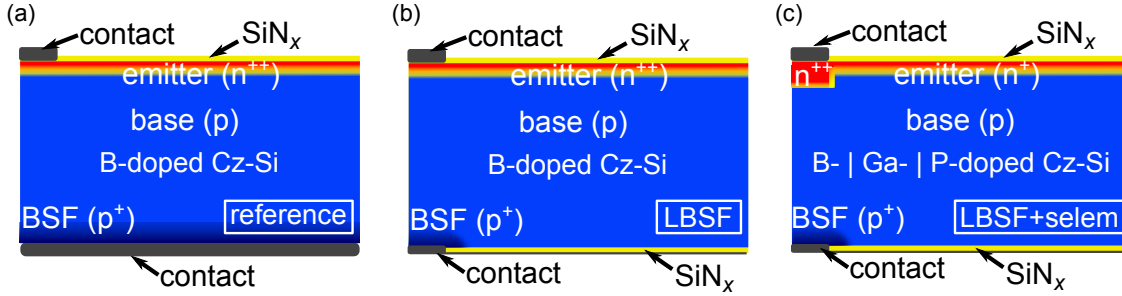 (a)
contact
SiNₓ
emitter (n⁺⁺)
base (p)
B-doped Cz-Si
BSF (p⁺)
reference
contact
(b)
contact
SiNₓ
emitter (n⁺⁺)
base (p)
B-doped Cz-Si
BSF (p⁺)
LBSF
contact
SiNₓ
(c)
contact
SiNₓ
n⁺⁺
emitter (n⁺)
base (p)
B- | Ga- | P-doped Cz-Si
BSF (p⁺)
LBSF+selem
contact
SiNₓ